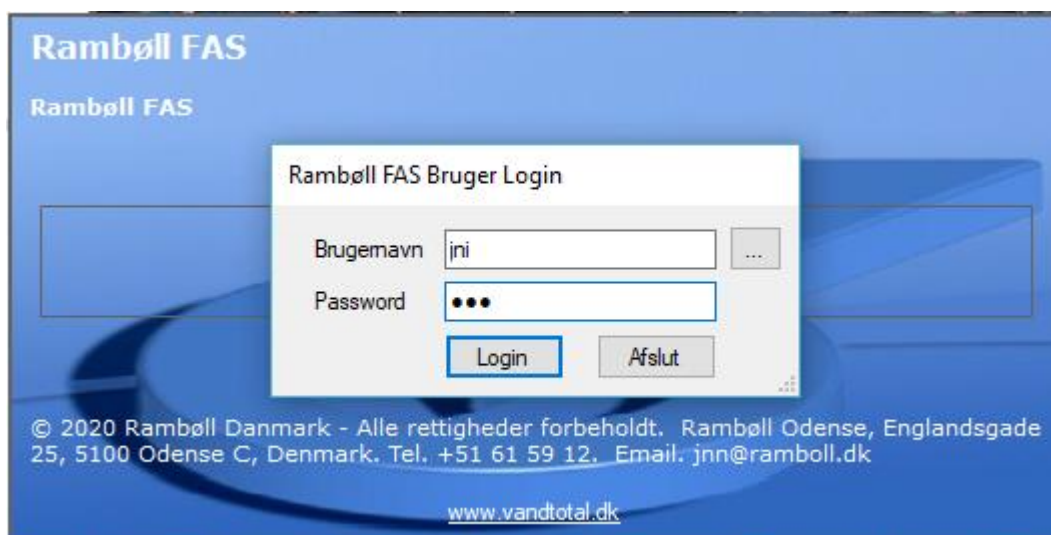 Rambøll FAS
Rambøll FAS
Rambøll FAS Bruger Login
Brugernavn jni ...
Password •••
Login Afslut
© 2020 Rambøll Danmark - Alle rettigheder forbeholdt. Rambøll Odense, Englandsgade
25, 5100 Odense C, Denmark. Tel. +51 61 59 12. Email. jnn@ramboll.dk
www.vandtotal.dk